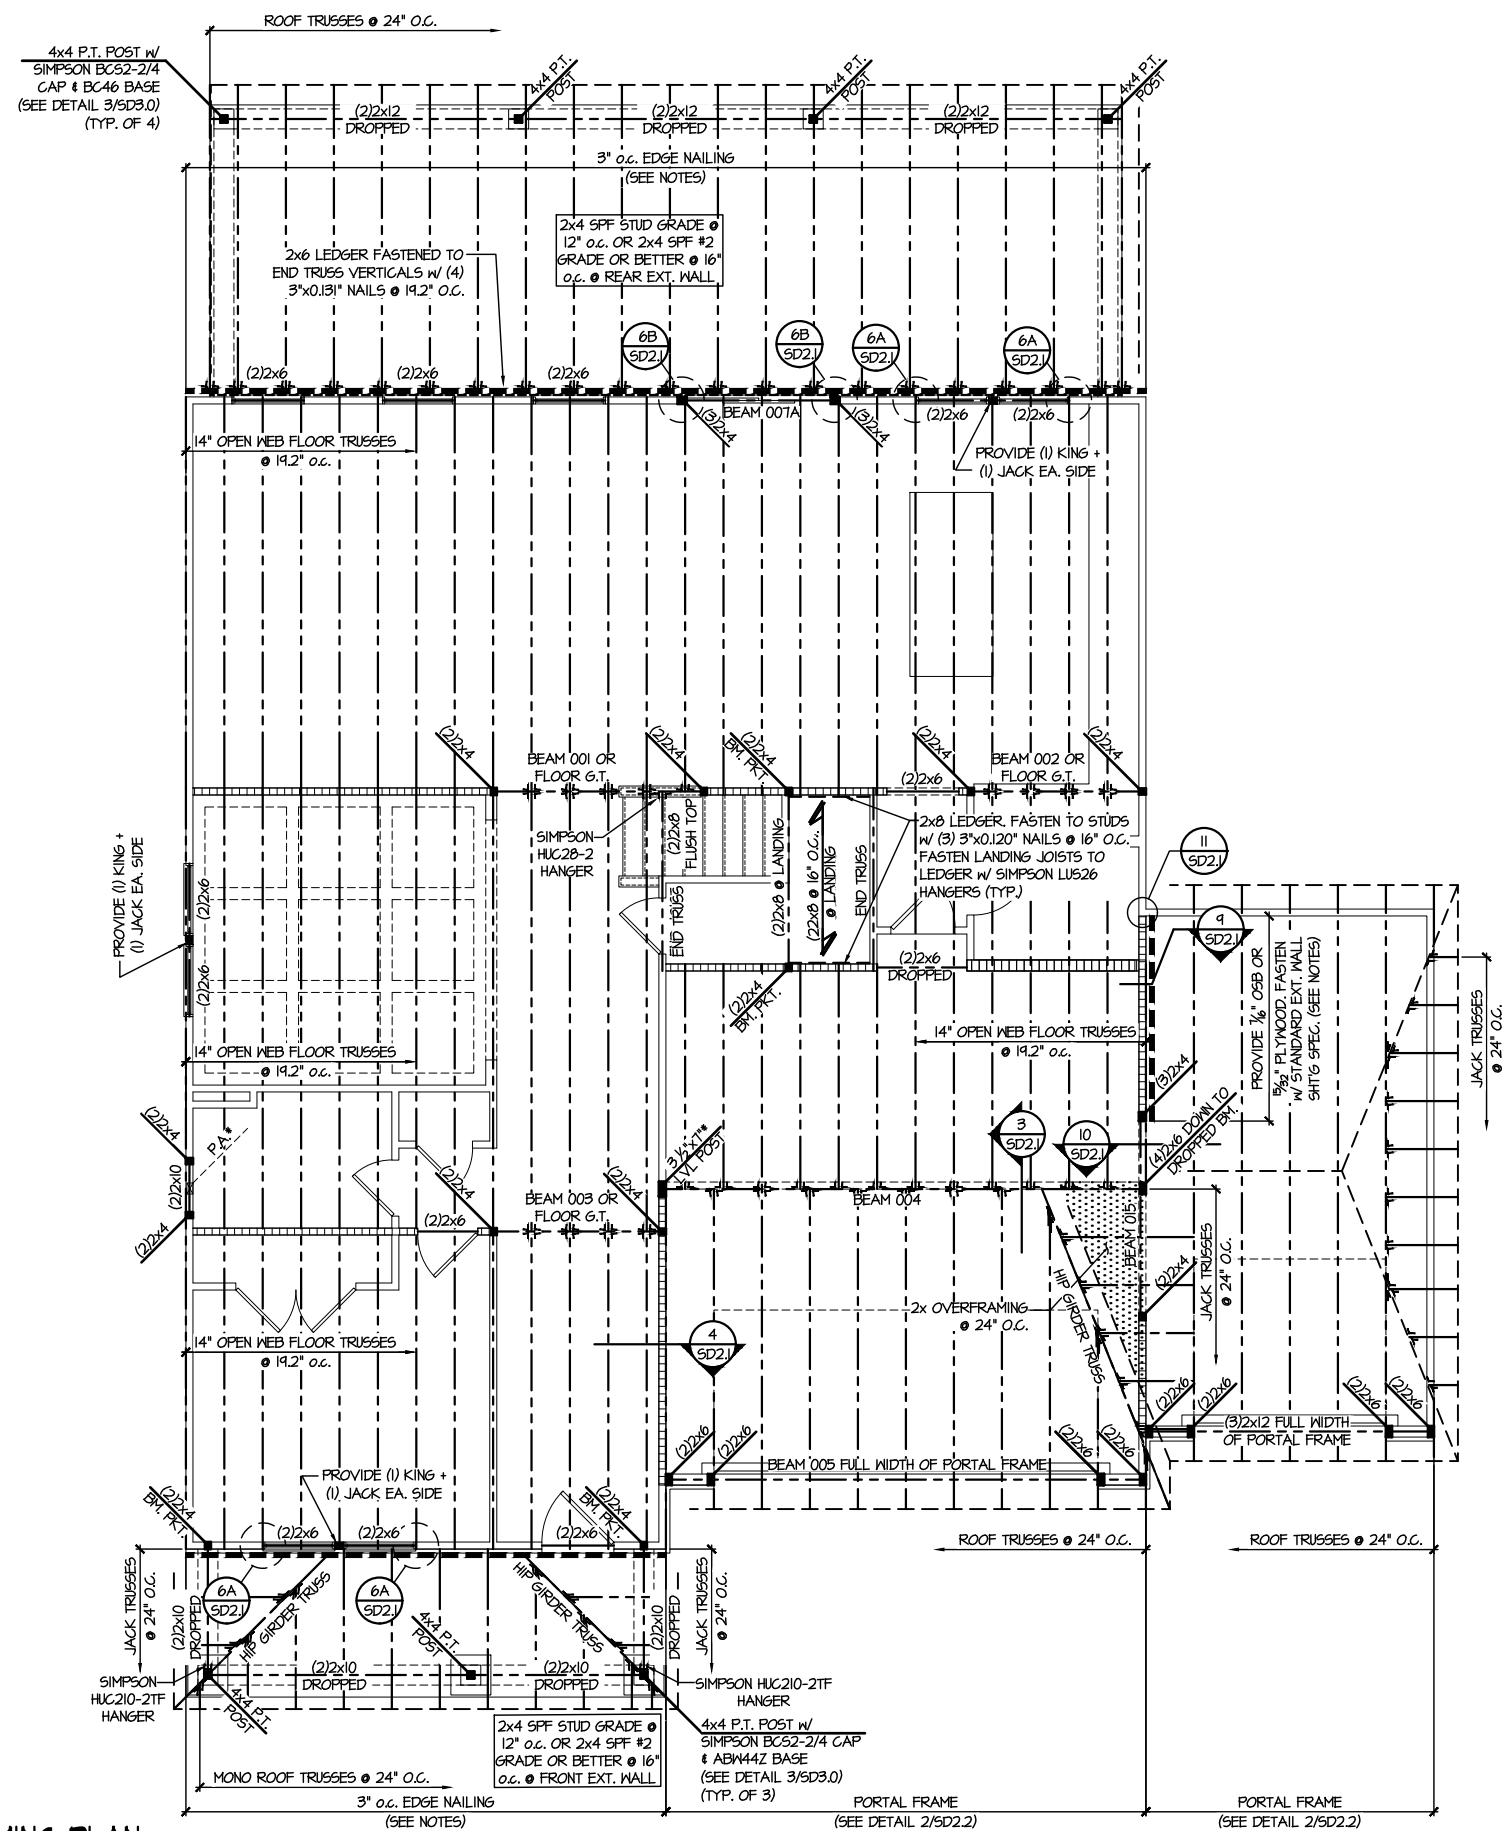 ROOF TRUSSES @ 24" O.C.
4x4 P.T. POST w/
SIMPSON BCS2-2/4
CAP & BC46 BASE
(SEE DETAIL 3/SD3.0)
(TYP. OF 4)
4x4 P.T.
POST
4x4 P.T.
POST
4x4 P.T.
POST
(2)2x12
DROPPED
(2)2x12
DROPPED
(2)2x12
DROPPED
3" o.c. EDGE NAILING
(SEE NOTES)
2x4 SPF STUD GRADE @
12" o.c. OR 2x4 SPF #2
GRADE OR BETTER @ 16"
o.c. @ REAR EXT. WALL
2x6 LEDGER FASTENED TO
END TRUSS VERTICALS w/ (4)
3"x0.131" NAILS @ 19.2" O.C.
6B
SD2.1
6B
SD2.1
6A
SD2.1
6A
SD2.1
(2)2x6
(2)2x6
(2)2x6
BEAM 007A
(2)2x6
(2)2x6
(3)2x4
(3)2x4
14" OPEN WEB FLOOR TRUSSES
@ 19.2" o.c.
PROVIDE (1) KING +
(1) JACK EA. SIDE
(2)2x4
(2)2x4
(2)2x4
BM. PKT.
(2)2x4
(2)2x4
BEAM 001 OR
FLOOR G.T.
BEAM 002 OR
FLOOR G.T.
(2)2x6
SIMPSON
HUC28-2
HANGER
(2)2x8
FLUSH TOP
END TRUSS
(2)2x8 @ LANDING
(22x8 @ 16" O.C.
@ LANDING
END TRUSS
2x8 LEDGER. FASTEN TO STUDS
w/ (3) 3"x0.120" NAILS @ 16" O.C.
FASTEN LANDING JOISTS TO
LEDGER w/ SIMPSON LUS26
HANGERS (TYP.)
PROVIDE (1) KING +
(1) JACK EA. SIDE
(2)2x6
(2)2x6
11
SD2.1
9
SD2.1
PROVIDE 7/16" OSB OR
15/32" PLYWOOD. FASTEN
w/ STANDARD EXT. WALL
SHT'G SPEC. (SEE NOTES)
JACK TRUSSES
@ 24" O.C.
(2)2x6
DROPPED
(2)2x4
BM. PKT.
14" OPEN WEB FLOOR TRUSSES
@ 19.2" o.c.
14" OPEN WEB FLOOR TRUSSES
@ 19.2" o.c.
(3)2x4
(4)2x6 DOWN TO
DROPPED BM.
3
SD2.1
10
SD2.1
(2)2x4
P.A.*
(2)2x10
(2)2x4
(2)2x4
(2)2x6
3 1/2"x7"*
LVL POST
(2)2x4
BEAM 003 OR
FLOOR G.T.
BEAM 004
BEAM 015
(2)2x4
JACK TRUSSES
@ 24" O.C.
HIP GIRDER TRUSS
2x OVERFRAMING
@ 24" O.C.
4
SD2.1
14" OPEN WEB FLOOR TRUSSES
@ 19.2" o.c.
(2)2x6
(2)2x6
(2)2x6
(2)2x6
(2)2x6
(2)2x6
(2)2x6
(2)2x6
(3)2x12 FULL WIDTH
OF PORTAL FRAME
BEAM 005 FULL WIDTH OF PORTAL FRAME
PROVIDE (1) KING +
(1) JACK EA. SIDE
(2)2x4
BM. PKT.
(2)2x4
BM. PKT.
(2)2x6
(2)2x6
(2)2x6
ROOF TRUSSES @ 24" O.C.
ROOF TRUSSES @ 24" O.C.
JACK TRUSSES
@ 24" O.C.
(2)2x10
DROPPED
HIP GIRDER TRUSS
6A
SD2.1
6A
SD2.1
HIP GIRDER TRUSS
(2)2x10
DROPPED
JACK TRUSSES
@ 24" O.C.
4x4 P.T.
POST
(2)2x10
DROPPED
(2)2x10
DROPPED
SIMPSON
HUC210-2TF
HANGER
4x4 P.T.
POST
SIMPSON HUC210-2TF
HANGER
2x4 SPF STUD GRADE @
12" o.c. OR 2x4 SPF #2
GRADE OR BETTER @ 16"
o.c. @ FRONT EXT. WALL
4x4 P.T. POST w/
SIMPSON BCS2-2/4 CAP
& ABW44Z BASE
(SEE DETAIL 3/SD3.0)
(TYP. OF 3)
MONO ROOF TRUSSES @ 24" O.C.
3" o.c. EDGE NAILING
(SEE NOTES)
PORTAL FRAME
(SEE DETAIL 2/SD2.2)
PORTAL FRAME
(SEE DETAIL 2/SD2.2)